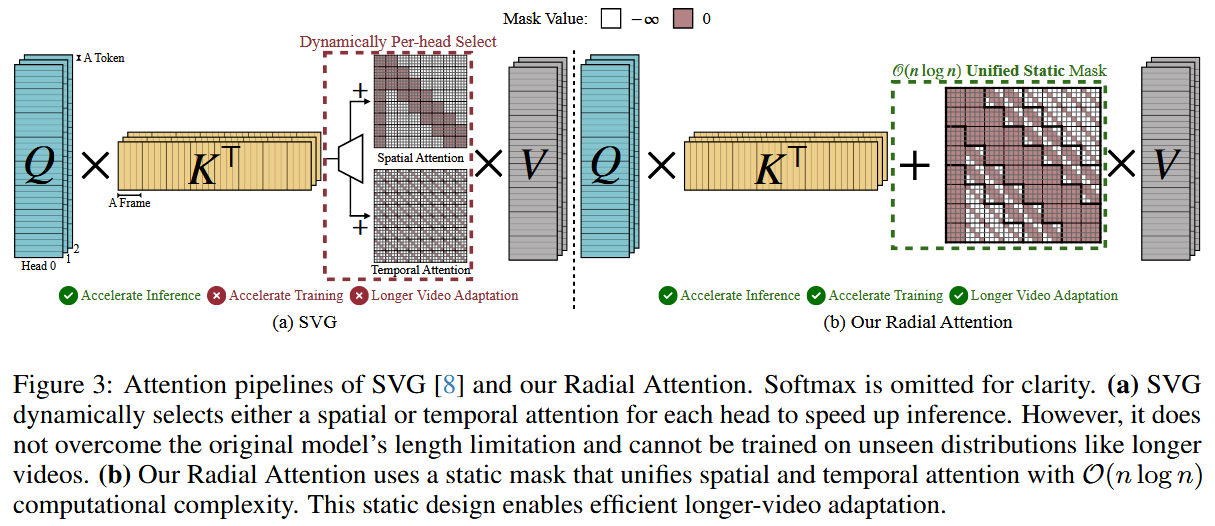 Mask Value: −∞ 0
Dynamically Per-head Select
A Token
Q × K⊤ + + × V
Spatial Attention
Temporal Attention
A Frame
Head 0 1 2
Accelerate Inference Accelerate Training Longer Video Adaptation
(a) SVG
𝒪(n log n) Unified Static Mask
Q × K⊤ + × V
Accelerate Inference Accelerate Training Longer Video Adaptation
(b) Our Radial Attention
Figure 3: Attention pipelines of SVG [8] and our Radial Attention. Softmax is omitted for clarity. (a) SVG
dynamically selects either a spatial or temporal attention for each head to speed up inference. However, it does
not overcome the original model’s length limitation and cannot be trained on unseen distributions like longer
videos. (b) Our Radial Attention uses a static mask that unifies spatial and temporal attention with 𝒪(n log n)
computational complexity. This static design enables efficient longer-video adaptation.